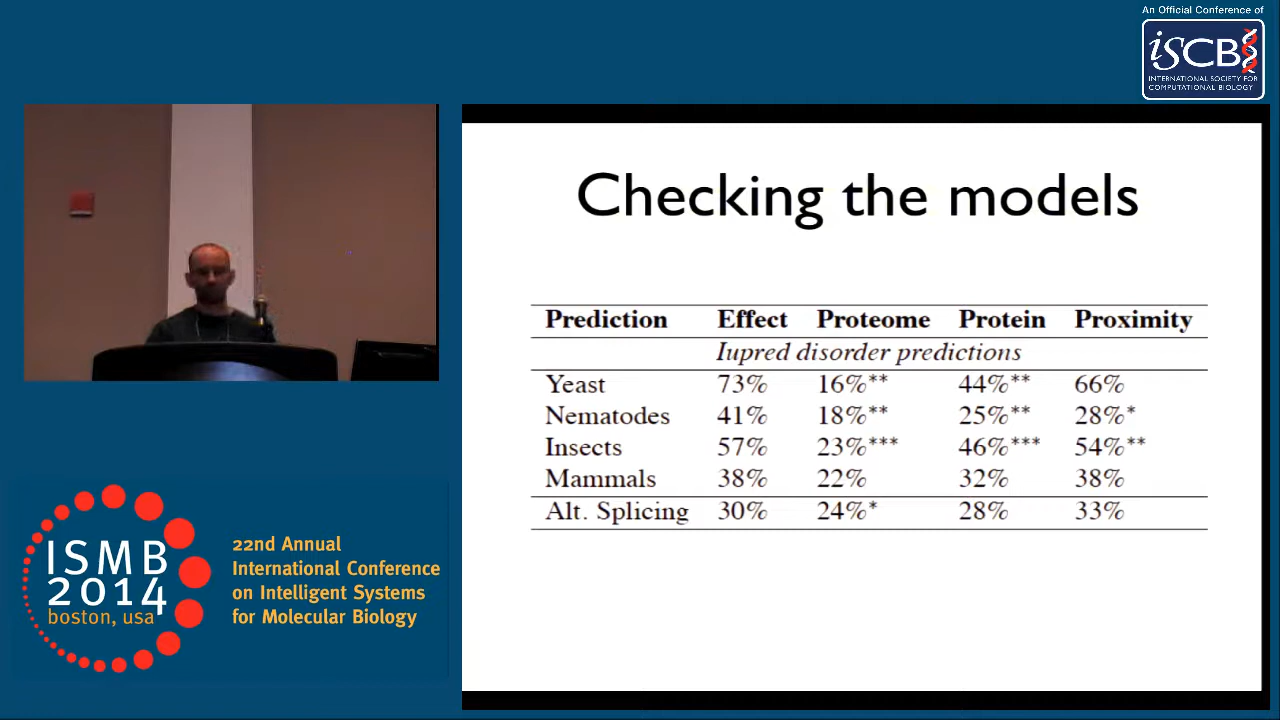 An Official Conference of
iSCB
INTERNATIONAL SOCIETY FOR
COMPUTATIONAL BIOLOGY
Checking the models
Prediction Effect Proteome Protein Proximity
Iupred disorder predictions
Yeast 73% 16%** 44%** 66%
Nematodes 41% 18%** 25%** 28%*
Insects 57% 23%*** 46%*** 54%**
Mammals 38% 22% 32% 38%
Alt. Splicing 30% 24%* 28% 33%
ISMB
2014
boston, usa
22nd Annual
International Conference
on Intelligent Systems
for Molecular Biology